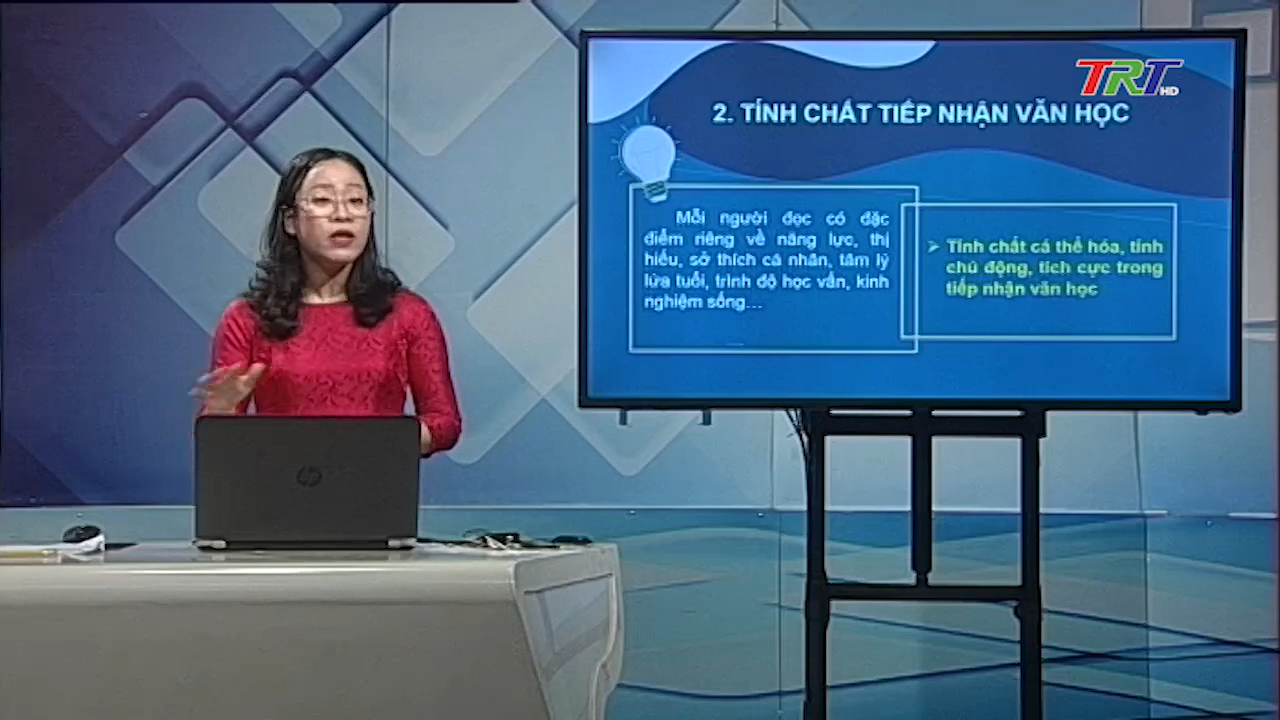 TRT HD
2. TÍNH CHẤT TIẾP NHẬN VĂN HỌC
Mỗi người đọc có đặc
điểm riêng về năng lực, thị
hiếu, sở thích cá nhân, tâm lý
lứa tuổi, trình độ học vấn, kinh
nghiệm sống...
➢ Tính chất cá thể hóa, tính
chủ động, tích cực trong
tiếp nhận văn học
hp